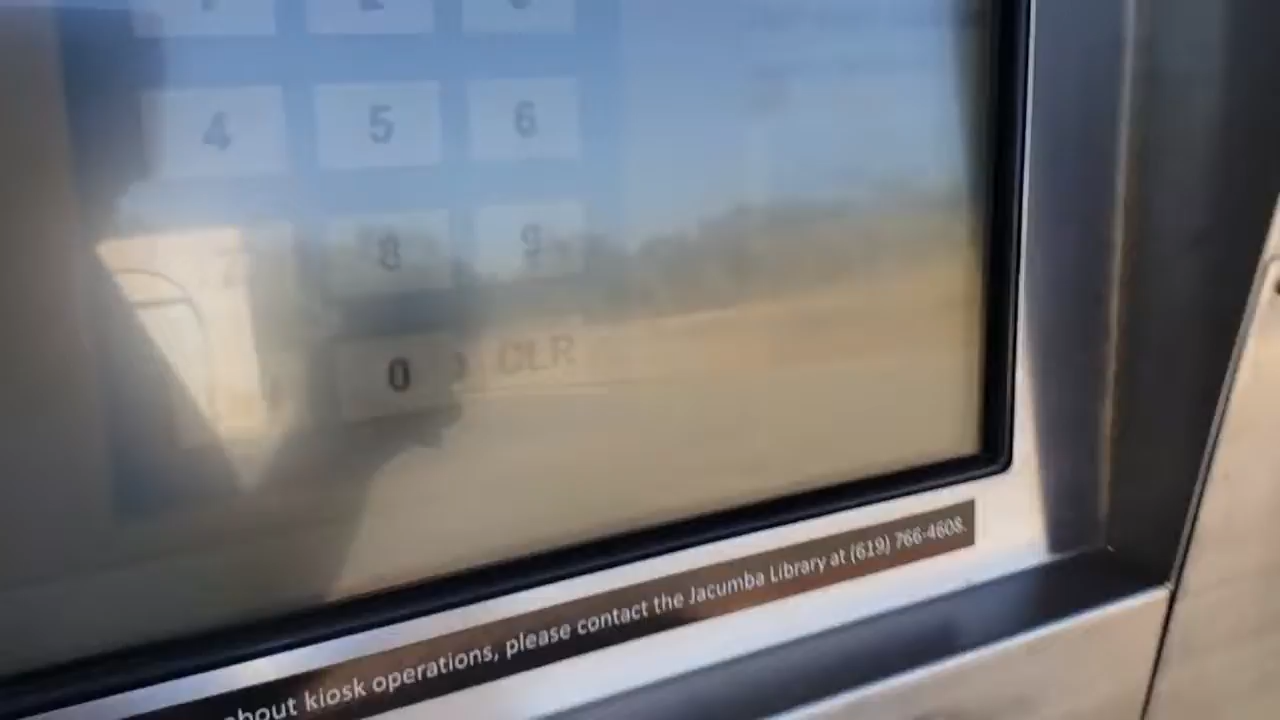 4 5 6
8 9
0 CLR
about kiosk operations, please contact the Jacumba Library at (619) 766-4608.